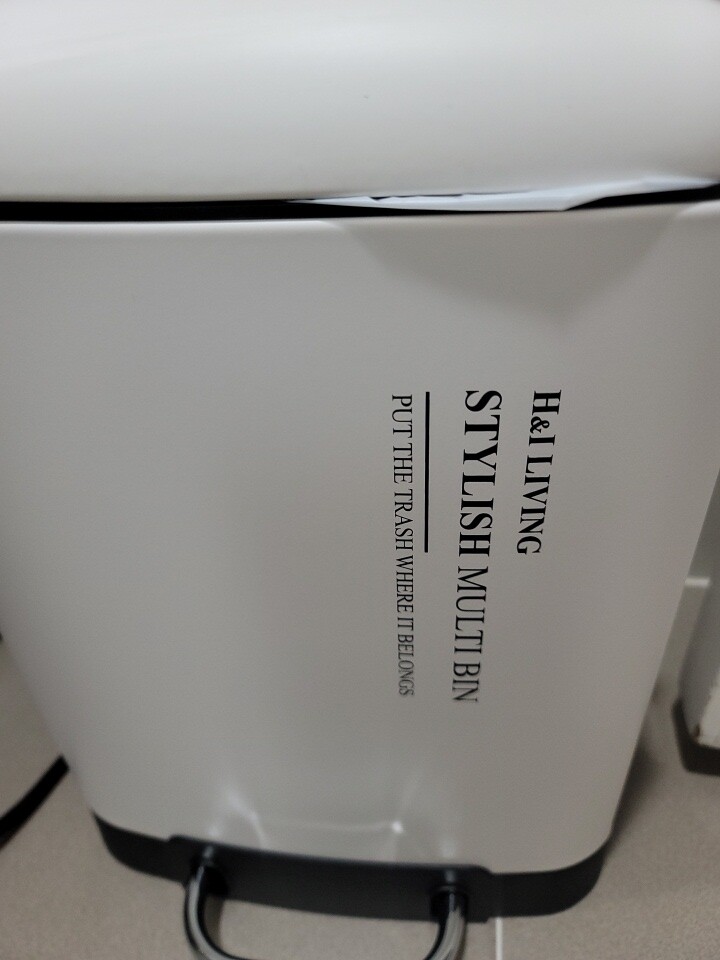 H&I LIVING
STYLISH MULTI BIN
PUT THE TRASH WHERE IT BELONGS